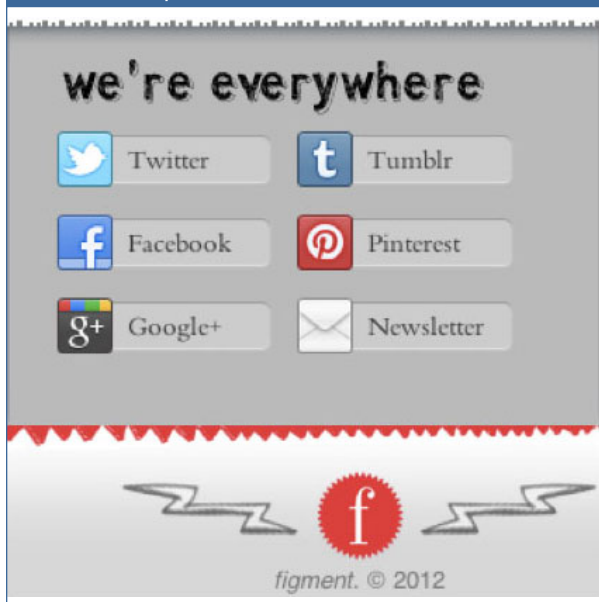 we're everywhere
Twitter Tumblr
f Facebook Pinterest
g+ Google+ Newsletter
f
figment. © 2012